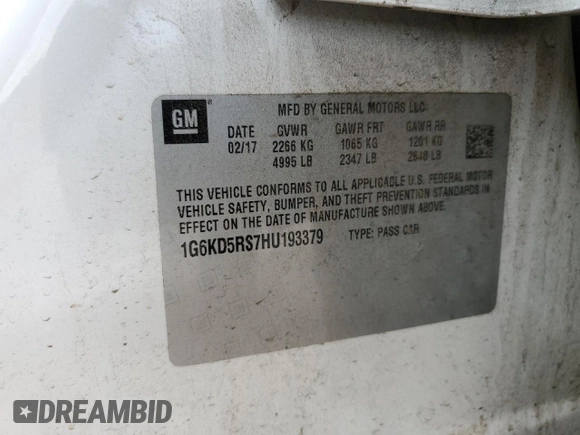 GM
MFD BY GENERAL MOTORS LLC
DATE GVWR GAWR FRT GAWR RR
02/17 2266 KG 1065 KG 1201 KG
4995 LB 2347 LB 2648 LB
THIS VEHICLE CONFORMS TO ALL APPLICABLE U.S. FEDERAL MOTOR
VEHICLE SAFETY, BUMPER, AND THEFT PREVENTION STANDARDS IN
EFFECT ON THE DATE OF MANUFACTURE SHOWN ABOVE.
1G6KD5RS7HU193379 TYPE: PASS CAR
DREAMBID